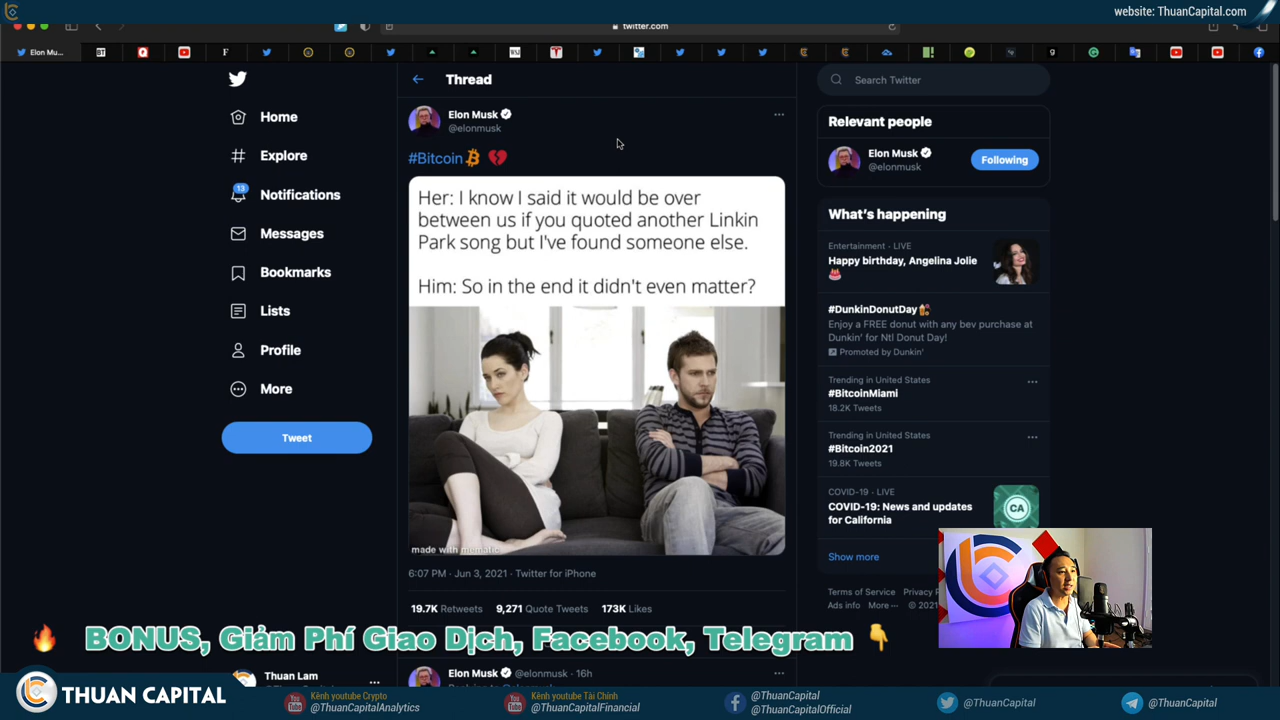 website: ThuanCapital.com
twitter.com
Elon Mu...
Thread
Search Twitter
Home
Explore
13
Notifications
Messages
Bookmarks
Lists
Profile
More
Tweet
Elon Musk
@elonmusk
#Bitcoin
Her: I know I said it would be over
between us if you quoted another Linkin
Park song but I've found someone else.
Him: So in the end it didn't even matter?
made with mematic
6:07 PM · Jun 3, 2021 · Twitter for iPhone
19.7K Retweets 9,271 Quote Tweets 173K Likes
Elon Musk @elonmusk · 16h
Relevant people
Elon Musk
@elonmusk
Following
What's happening
Entertainment · LIVE
Happy birthday, Angelina Jolie
#DunkinDonutDay
Enjoy a FREE donut with any bev purchase at
Dunkin' for Ntl Donut Day!
Promoted by Dunkin'
Trending in United States
#BitcoinMiami
18.2K Tweets
Trending in United States
#Bitcoin2021
19.8K Tweets
COVID-19 · LIVE
COVID-19: News and updates
for California
CA
Show more
Terms of Service
Ad info More ··· © 2021
BONUS, Giảm Phí Giao Dịch, Facebook, Telegram
Thuan Lam
THUAN CAPITAL
Kênh youtube Crypto
@ThuanCapitalAnalytics
Kênh youtube Tài Chính
@ThuanCapitalFinancial
@ThuanCapital
@ThuanCapitalOfficial
@ThuanCapital
@ThuanCapital